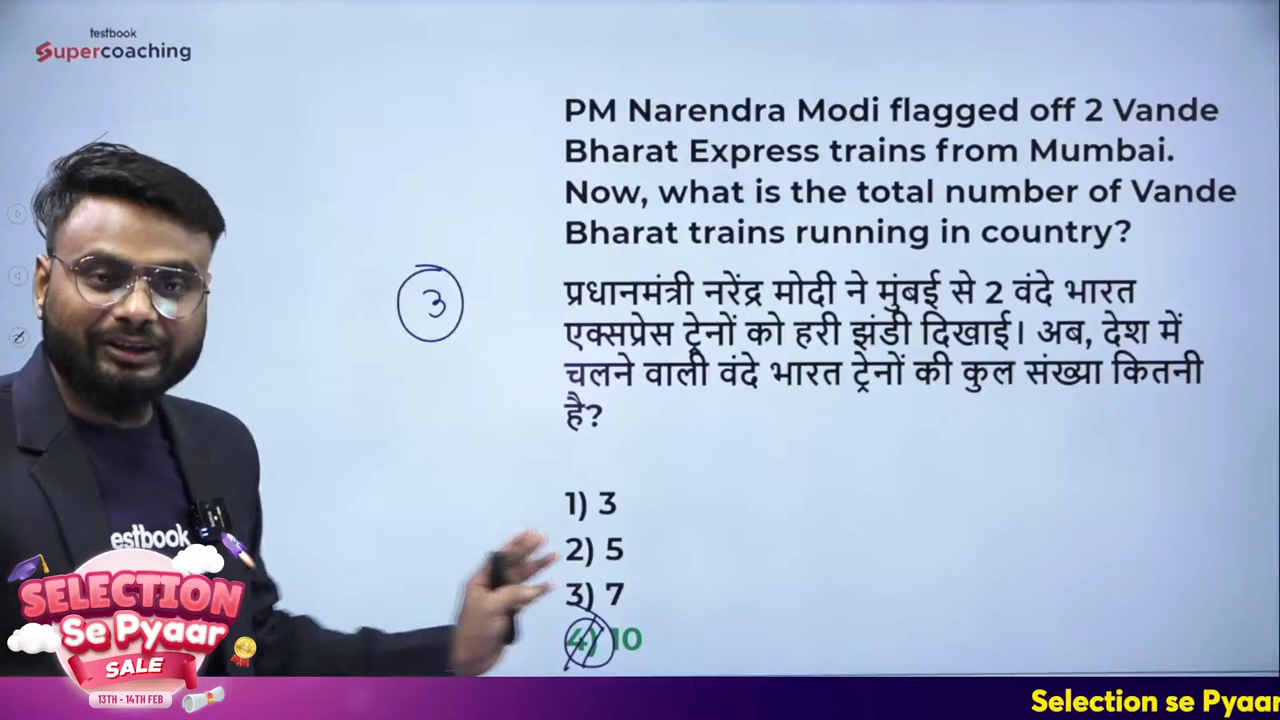 testbook
Supercoaching
PM Narendra Modi flagged off 2 Vande
Bharat Express trains from Mumbai.
Now, what is the total number of Vande
Bharat trains running in country?
3
प्रधानमंत्री नरेंद्र मोदी ने मुंबई से 2 वंदे भारत
एक्सप्रेस ट्रेनों को हरी झंडी दिखाई। अब, देश में
चलने वाली वंदे भारत ट्रेनों की कुल संख्या कितनी
है?
1) 3
2) 5
3) 7
4) 10
estbook
SELECTION
Se Pyaar
SALE
13TH - 14TH FEB
Selection se Pyaar